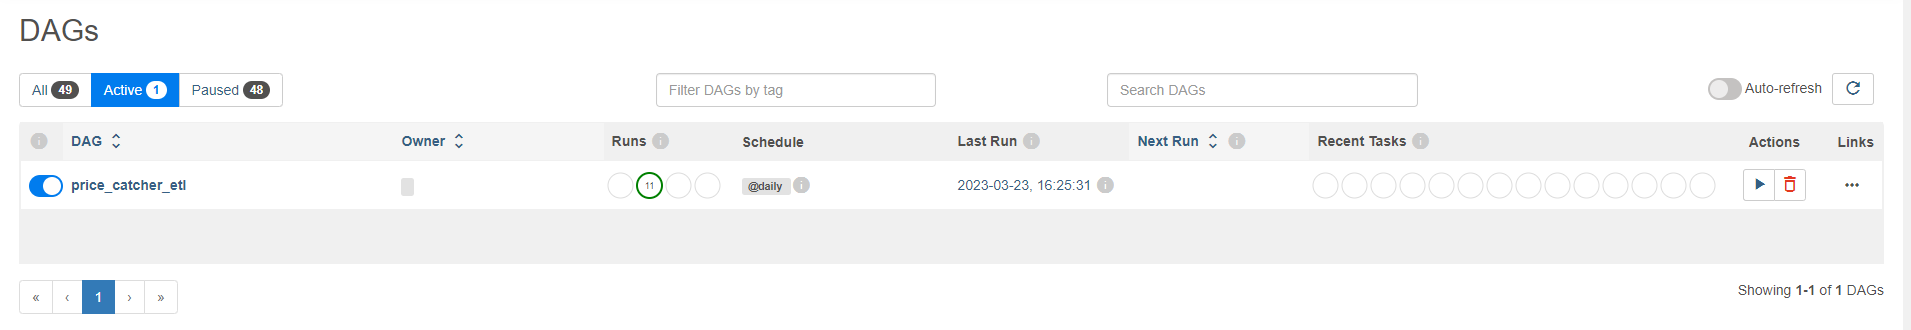 DAGs
All 49 Active 1 Paused 48 Filter DAGs by tag Search DAGs Auto-refresh
i DAG Owner Runs i Schedule Last Run i Next Run i Recent Tasks i Actions Links
price_catcher_etl 11 @daily i 2023-03-23, 16:25:31 i ...
« ‹ 1 › » Showing 1-1 of 1 DAGs